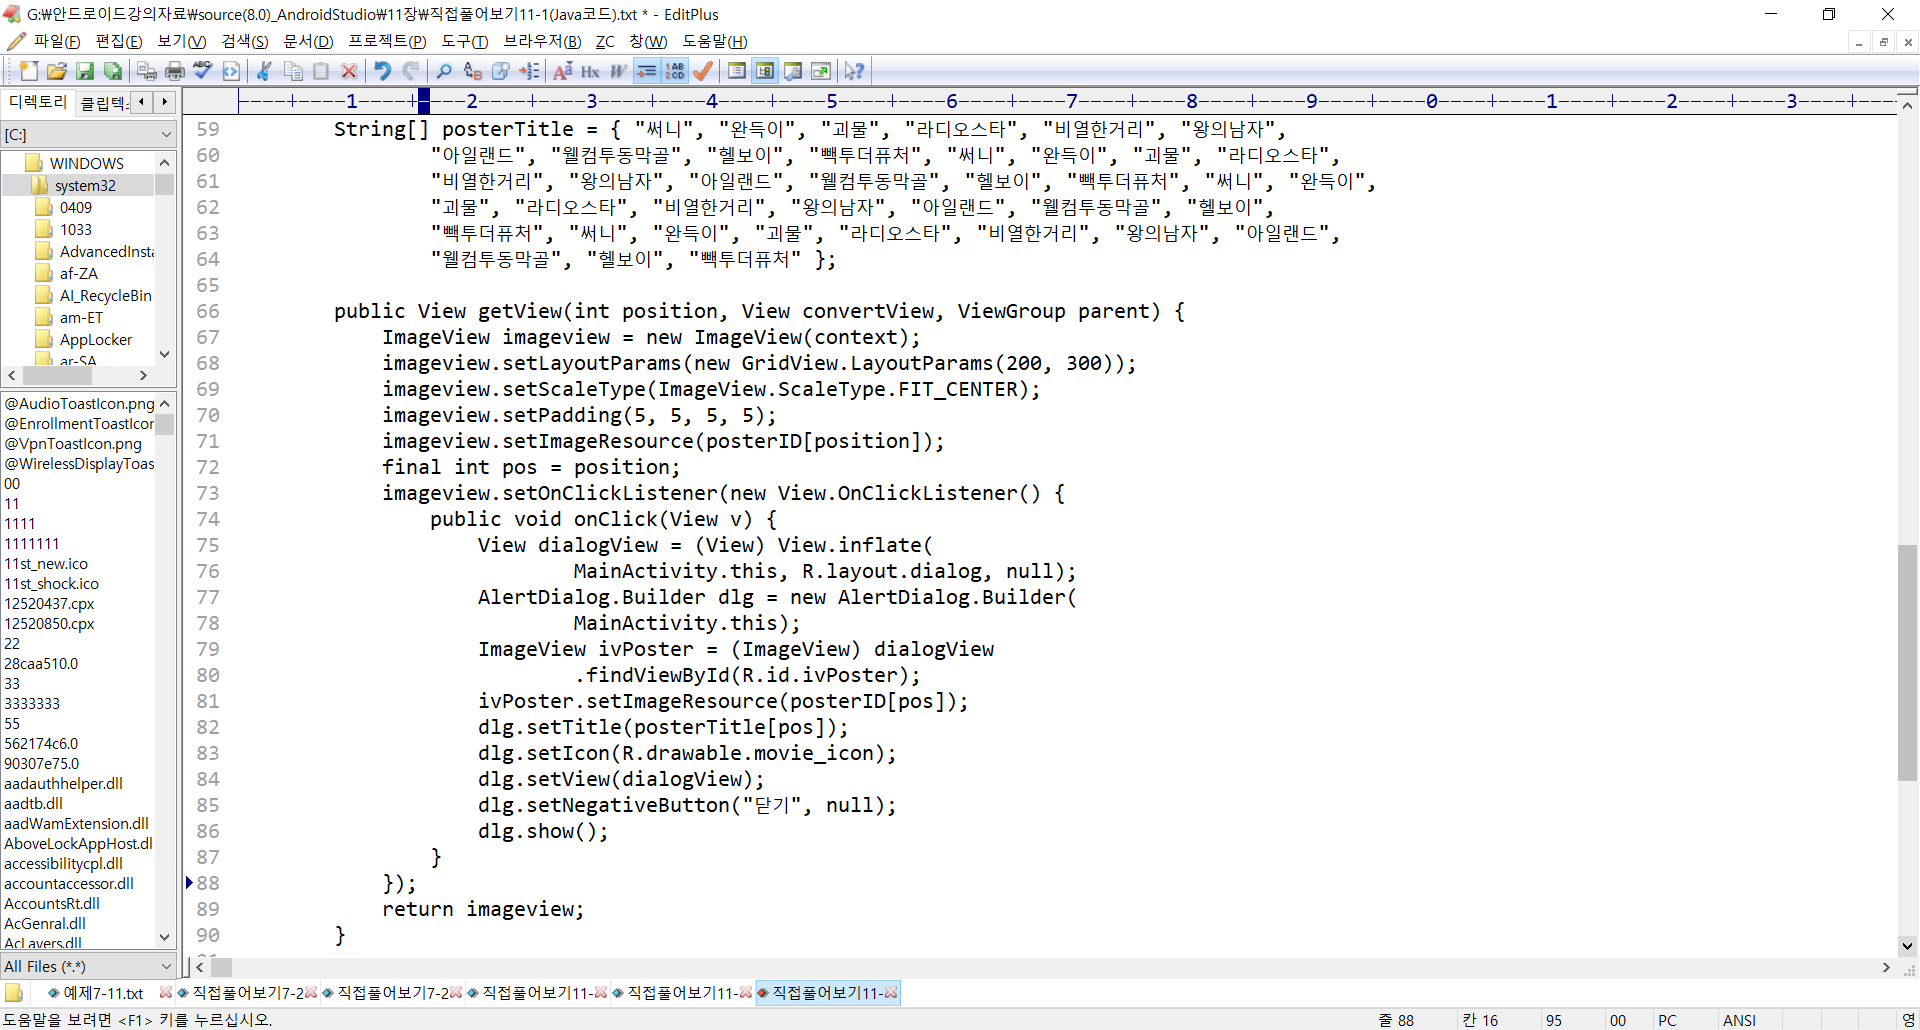 G:₩안드로이드강의자료₩source(8.0)_AndroidStudio₩11장₩직접풀어보기11-1(Java코드).txt * - EditPlus
파일(F) 편집(E) 보기(V) 검색(S) 문서(D) 프로젝트(P) 도구(T) 브라우저(B) ZC 창(W) 도움말(H)
디렉토리 클립텍
[C:]
WINDOWS
system32
0409
1033
AdvancedInsta
af-ZA
AI_RecycleBin
am-ET
AppLocker
ar-SA
@AudioToastIcon.png
@EnrollmentToastIcor
@VpnToastIcon.png
@WirelessDisplayToas
00
11
1111
1111111
11st_new.ico
11st_shock.ico
12520437.cpx
12520850.cpx
22
28caa510.0
33
3333333
55
562174c6.0
90307e75.0
aadauthhelper.dll
aadtb.dll
aadWamExtension.dll
AboveLockAppHost.dl
accessibilitycpl.dll
accountaccessor.dll
AccountsRt.dll
AcGenral.dll
AcLayers.dll
All Files (*.*)
----+----1----+----2----+----3----+----4----+----5----+----6----+----7----+----8----+----9----+----0----+----1----+----2----+----3----+---
59 String[] posterTitle = { "써니", "완득이", "괴물", "라디오스타", "비열한거리", "왕의남자",
60 "아일랜드", "웰컴투동막골", "헬보이", "빽투더퓨처", "써니", "완득이", "괴물", "라디오스타",
61 "비열한거리", "왕의남자", "아일랜드", "웰컴투동막골", "헬보이", "빽투더퓨처", "써니", "완득이",
62 "괴물", "라디오스타", "비열한거리", "왕의남자", "아일랜드", "웰컴투동막골", "헬보이",
63 "빽투더퓨처", "써니", "완득이", "괴물", "라디오스타", "비열한거리", "왕의남자", "아일랜드",
64 "웰컴투동막골", "헬보이", "빽투더퓨처" };
65
66 public View getView(int position, View convertView, ViewGroup parent) {
67 ImageView imageview = new ImageView(context);
68 imageview.setLayoutParams(new GridView.LayoutParams(200, 300));
69 imageview.setScaleType(ImageView.ScaleType.FIT_CENTER);
70 imageview.setPadding(5, 5, 5, 5);
71 imageview.setImageResource(posterID[position]);
72 final int pos = position;
73 imageview.setOnClickListener(new View.OnClickListener() {
74 public void onClick(View v) {
75 View dialogView = (View) View.inflate(
76 MainActivity.this, R.layout.dialog, null);
77 AlertDialog.Builder dlg = new AlertDialog.Builder(
78 MainActivity.this);
79 ImageView ivPoster = (ImageView) dialogView
80 .findViewById(R.id.ivPoster);
81 ivPoster.setImageResource(posterID[pos]);
82 dlg.setTitle(posterTitle[pos]);
83 dlg.setIcon(R.drawable.movie_icon);
84 dlg.setView(dialogView);
85 dlg.setNegativeButton("닫기", null);
86 dlg.show();
87 }
88 });
89 return imageview;
90 }
예제7-11.txt 직접풀어보기7-2 직접풀어보기7-2 직접풀어보기11- 직접풀어보기11- 직접풀어보기11-
도움말을 보려면 <F1> 키를 누르십시오. 줄 88 칸 16 95 00 PC ANSI 영